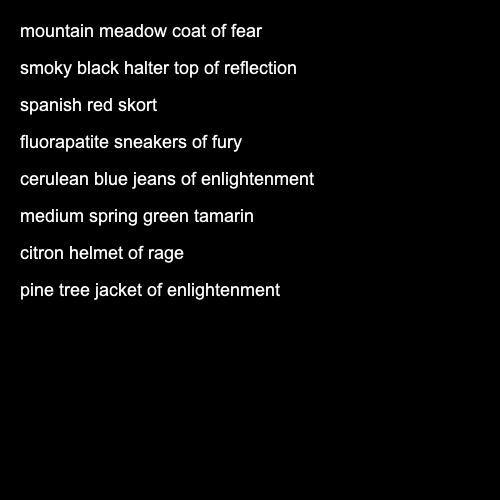 mountain meadow coat of fear
smoky black halter top of reflection
spanish red skort
fluorapatite sneakers of fury
cerulean blue jeans of enlightenment
medium spring green tamarin
citron helmet of rage
pine tree jacket of enlightenment